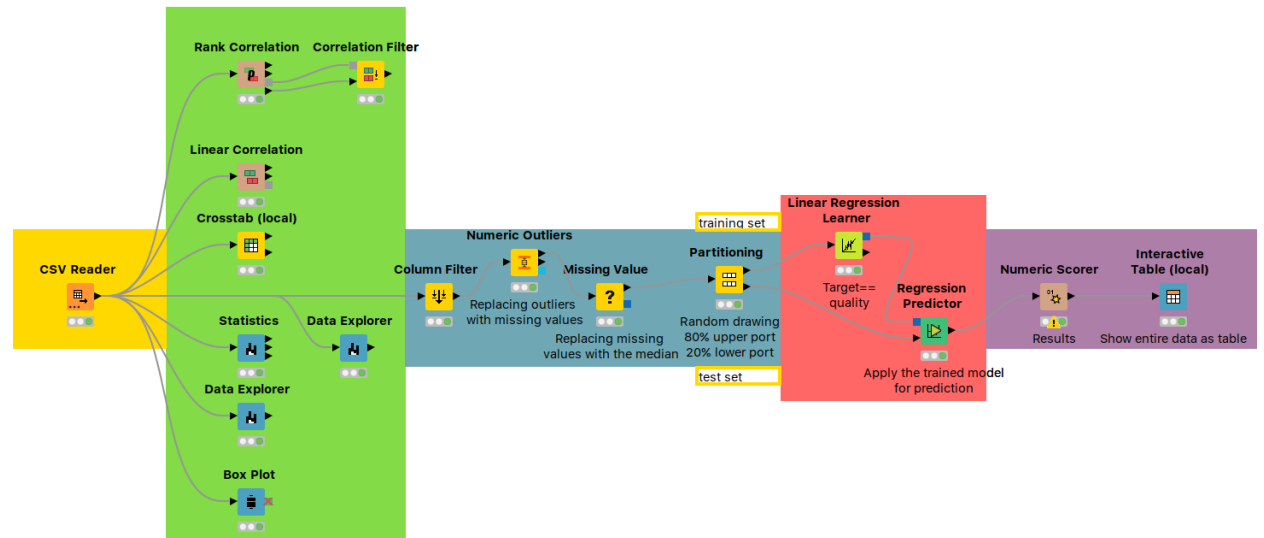 Rank Correlation
Correlation Filter
Linear Correlation
Crosstab (local)
CSV Reader
Statistics
Data Explorer
Data Explorer
Box Plot
Column Filter
Numeric Outliers
Replacing outliers
with missing values
Missing Value
?
Replacing missing
values with the median
training set
Partitioning
Random drawing
80% upper port
20% lower port
test set
Linear Regression
Learner
Target==
quality
Regression
Predictor
Apply the trained model
for prediction
Numeric Scorer
Results
Interactive
Table (local)
Show entire data as table